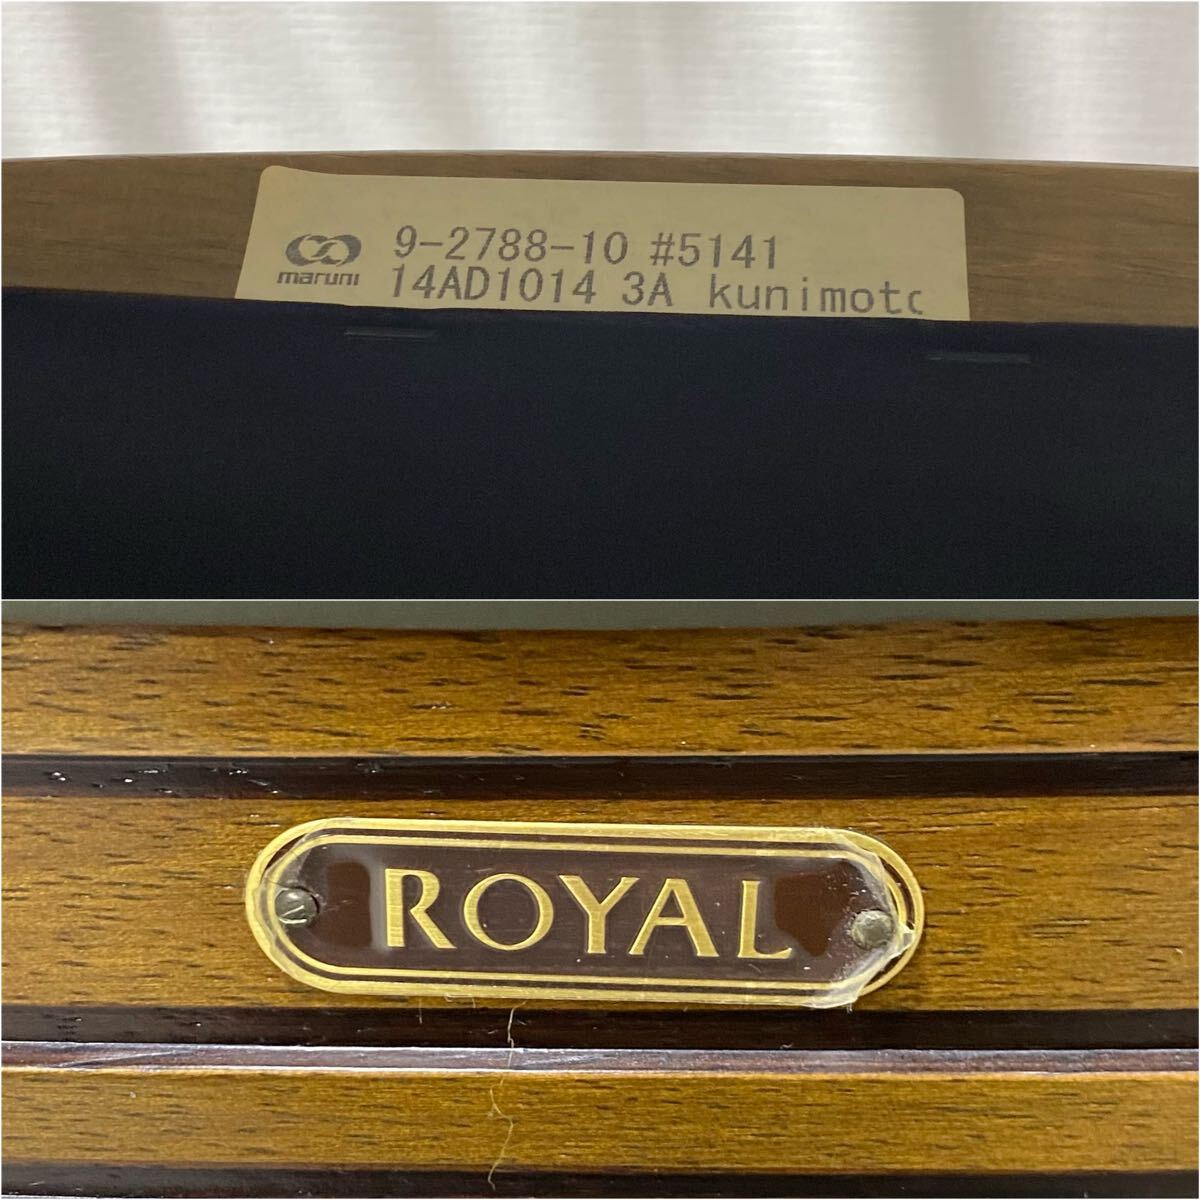 maruni
9-2788-10 #5141
14AD1014 3A kunimoto
ROYAL